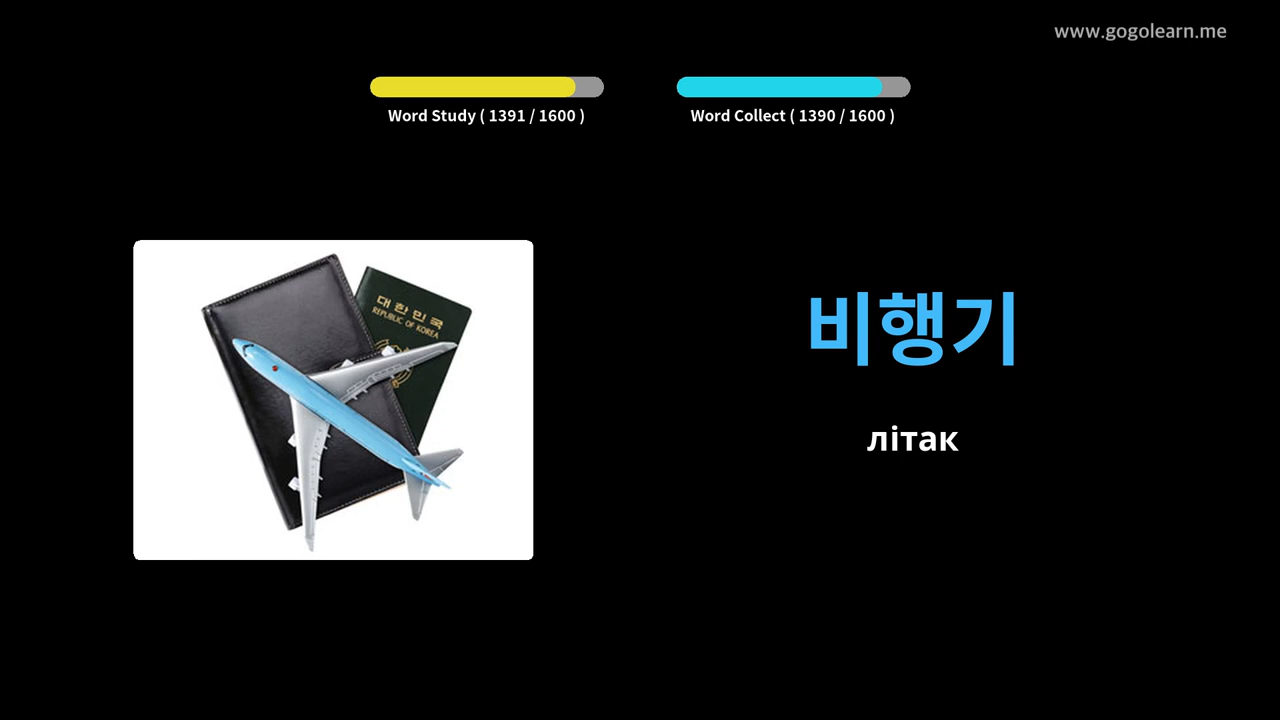 www.gogolearn.me
Word Study ( 1391 / 1600 )
Word Collect ( 1390 / 1600 )
대한민국
REPUBLIC OF KOREA
비행기
літак